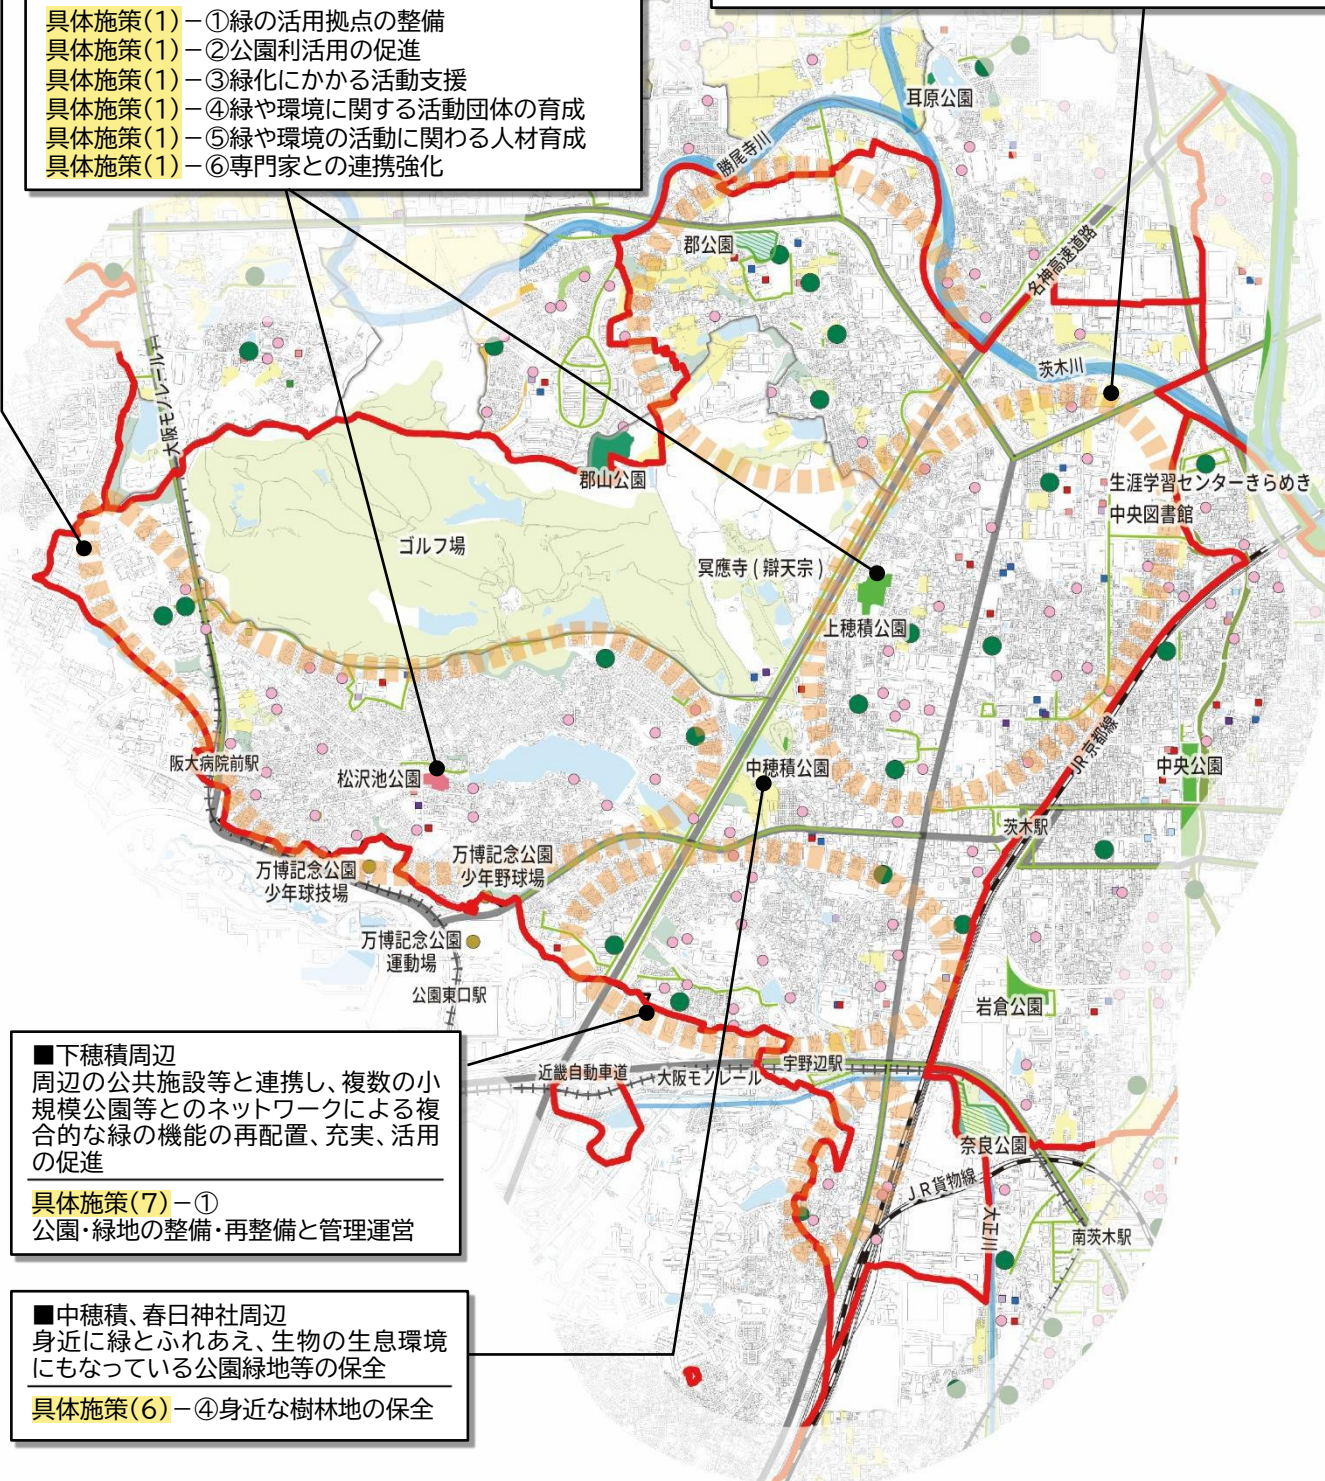 具体施策(1)－①緑の活用拠点の整備
具体施策(1)－②公園利活用の促進
具体施策(1)－③緑化にかかる活動支援
具体施策(1)－④緑や環境に関する活動団体の育成
具体施策(1)－⑤緑や環境の活動に関わる人材育成
具体施策(1)－⑥専門家との連携強化
耳原公園
勝尾寺川
郡公園
名神高速道路
茨木川
大阪モノレール
郡山公園
生涯学習センターきらめき
中央図書館
ゴルフ場
冥應寺(辯天宗)
上穂積公園
JR京都線
阪大病院前駅
松沢池公園
中穂積公園
中央公園
茨木駅
万博記念公園
少年球技場
万博記念公園
少年野球場
万博記念公園
運動場
公園東口駅
岩倉公園
近畿自動車道
大阪モノレール
宇野辺駅
奈良公園
JR貨物線
大正川
南茨木駅
■下穂積周辺
周辺の公共施設等と連携し、複数の小
規模公園等とのネットワークによる複
合的な緑の機能の再配置、充実、活用
の促進
具体施策(7)－①
公園・緑地の整備・再整備と管理運営
■中穂積、春日神社周辺
身近に緑とふれあえ、生物の生息環境
にもなっている公園緑地等の保全
具体施策(6)－④身近な樹林地の保全